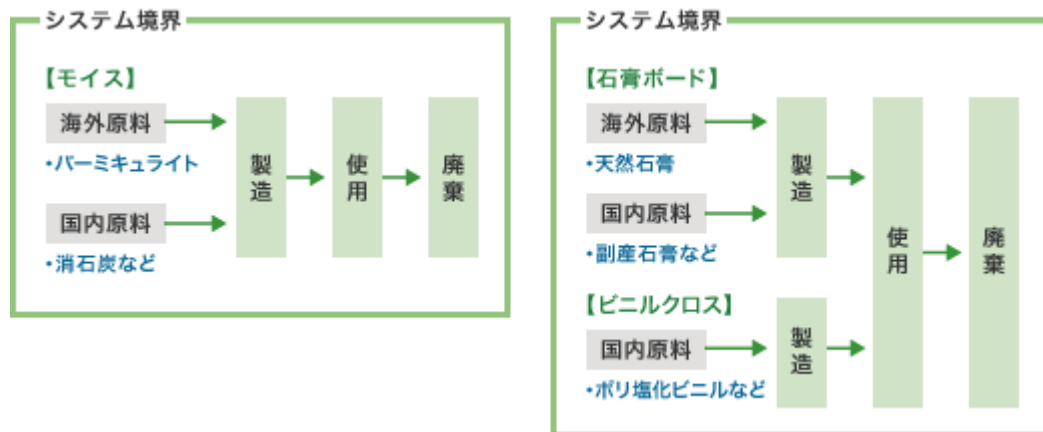 システム境界
【モイス】
海外原料
・バーミキュライト
国内原料
・消石炭など
製造
使用
廃棄
システム境界
【石膏ボード】
海外原料
・天然石膏
国内原料
・副産石膏など
製造
【ビニルクロス】
国内原料
・ポリ塩化ビニルなど
製造
使用
廃棄